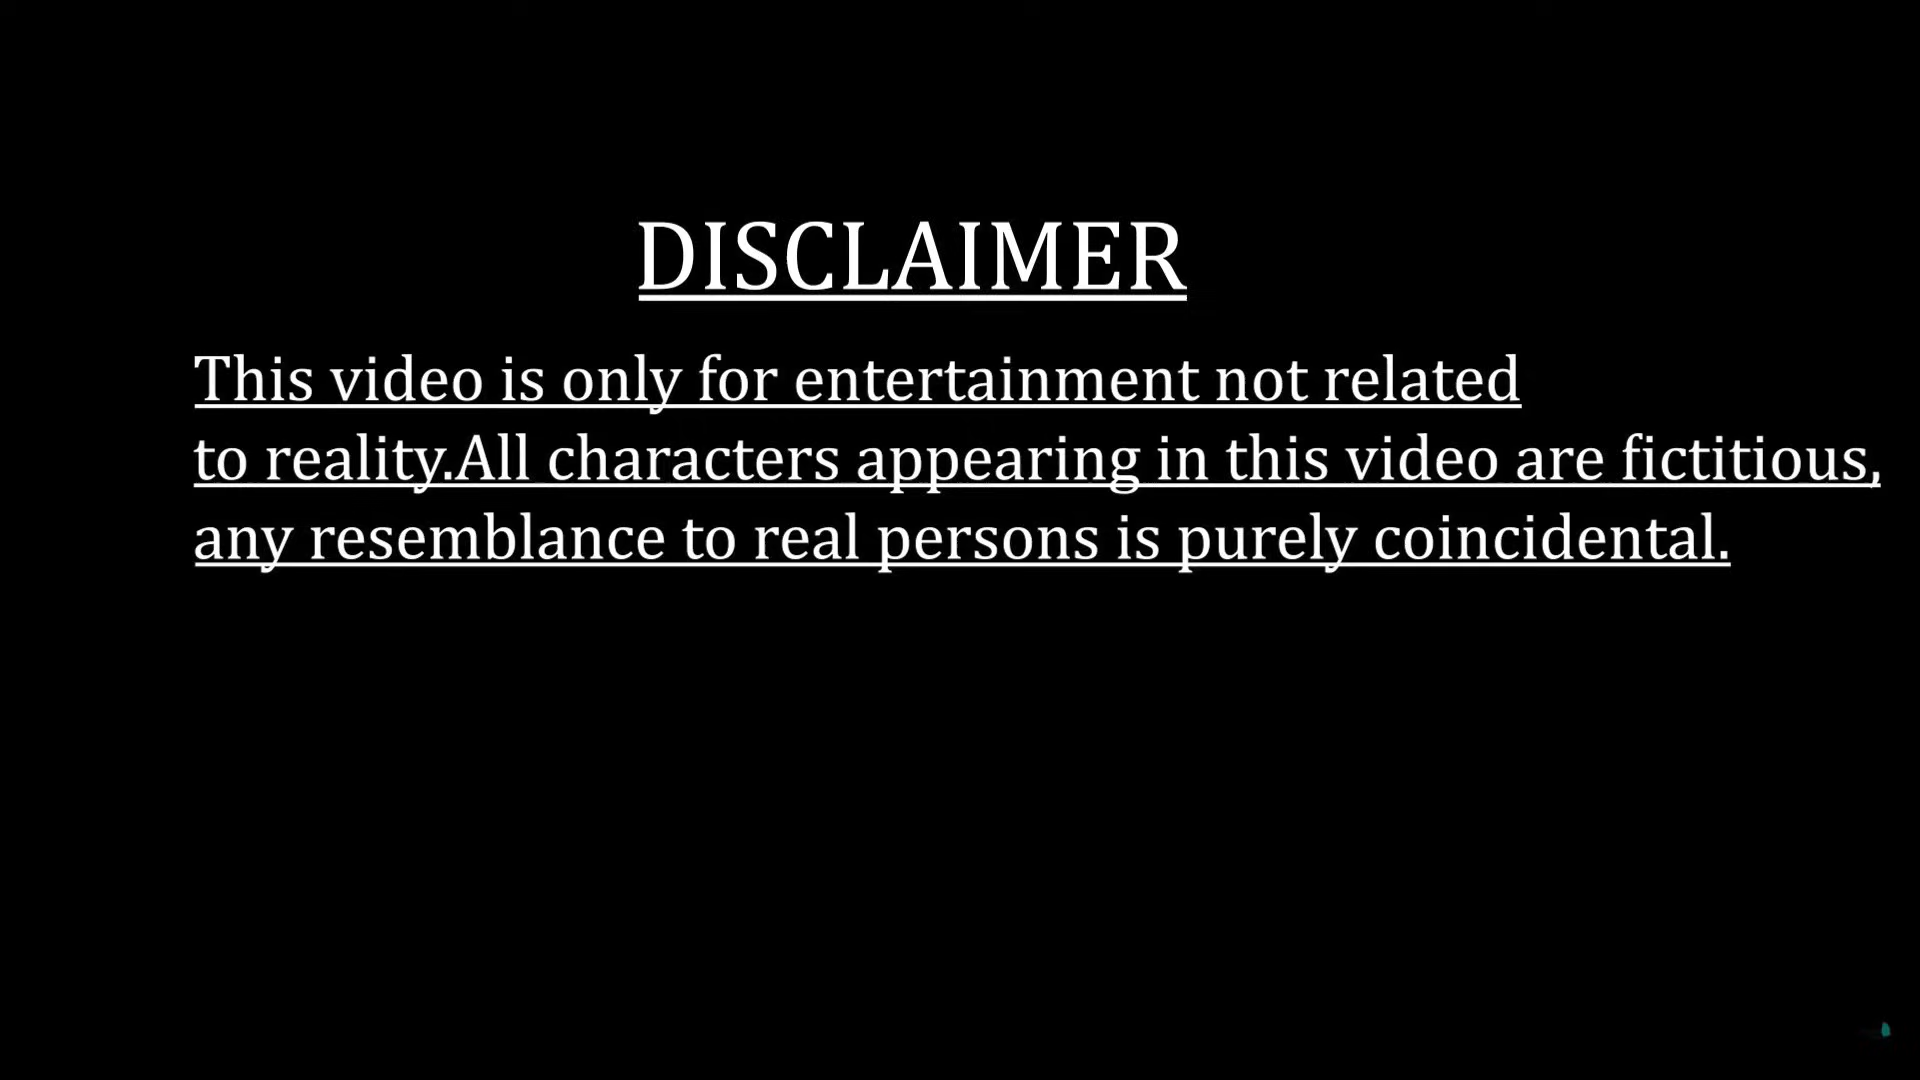 DISCLAIMER
This video is only for entertainment not related
to reality.All characters appearing in this video are fictitious,
any resemblance to real persons is purely coincidental.